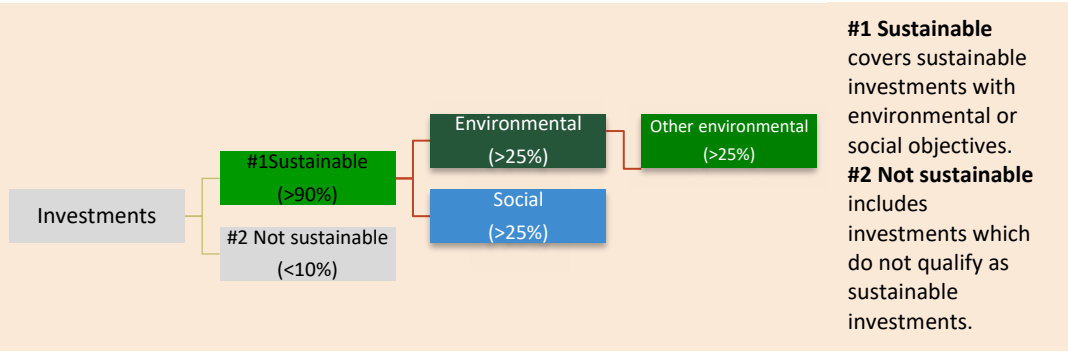 Investments
#1Sustainable
(>90%)
#2 Not sustainable
(<10%)
Environmental
(>25%)
Social
(>25%)
Other environmental
(>25%)
#1 Sustainable
covers sustainable
investments with
environmental or
social objectives.
#2 Not sustainable
includes
investments which
do not qualify as
sustainable
investments.